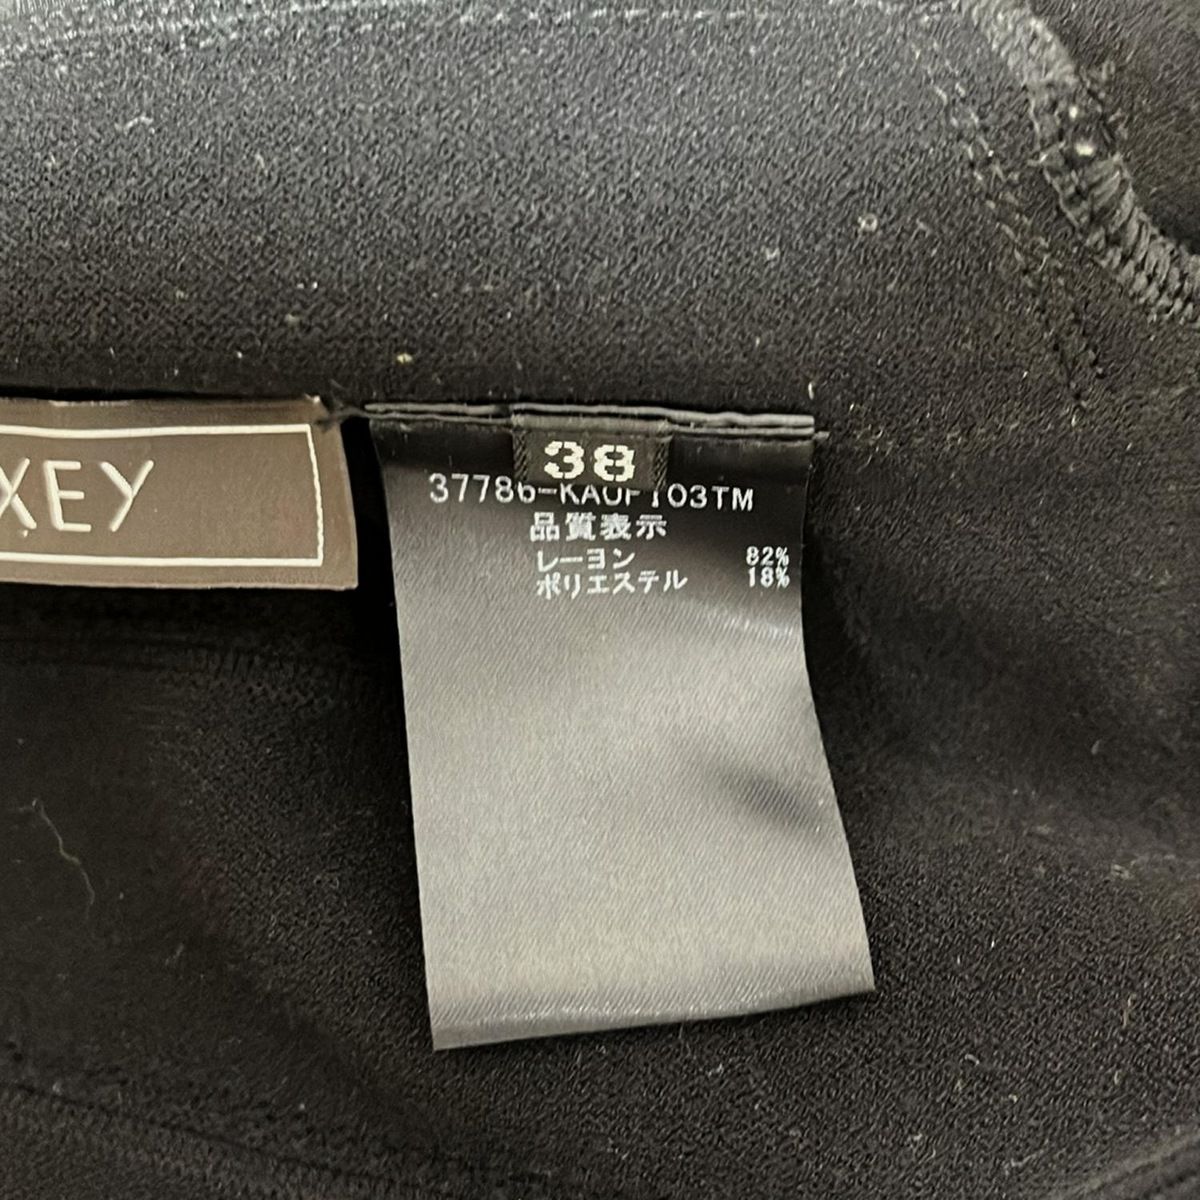 XEY
38
37786-KAOPT03TM
品質表示
レーヨン 82%
ポリエステル 18%